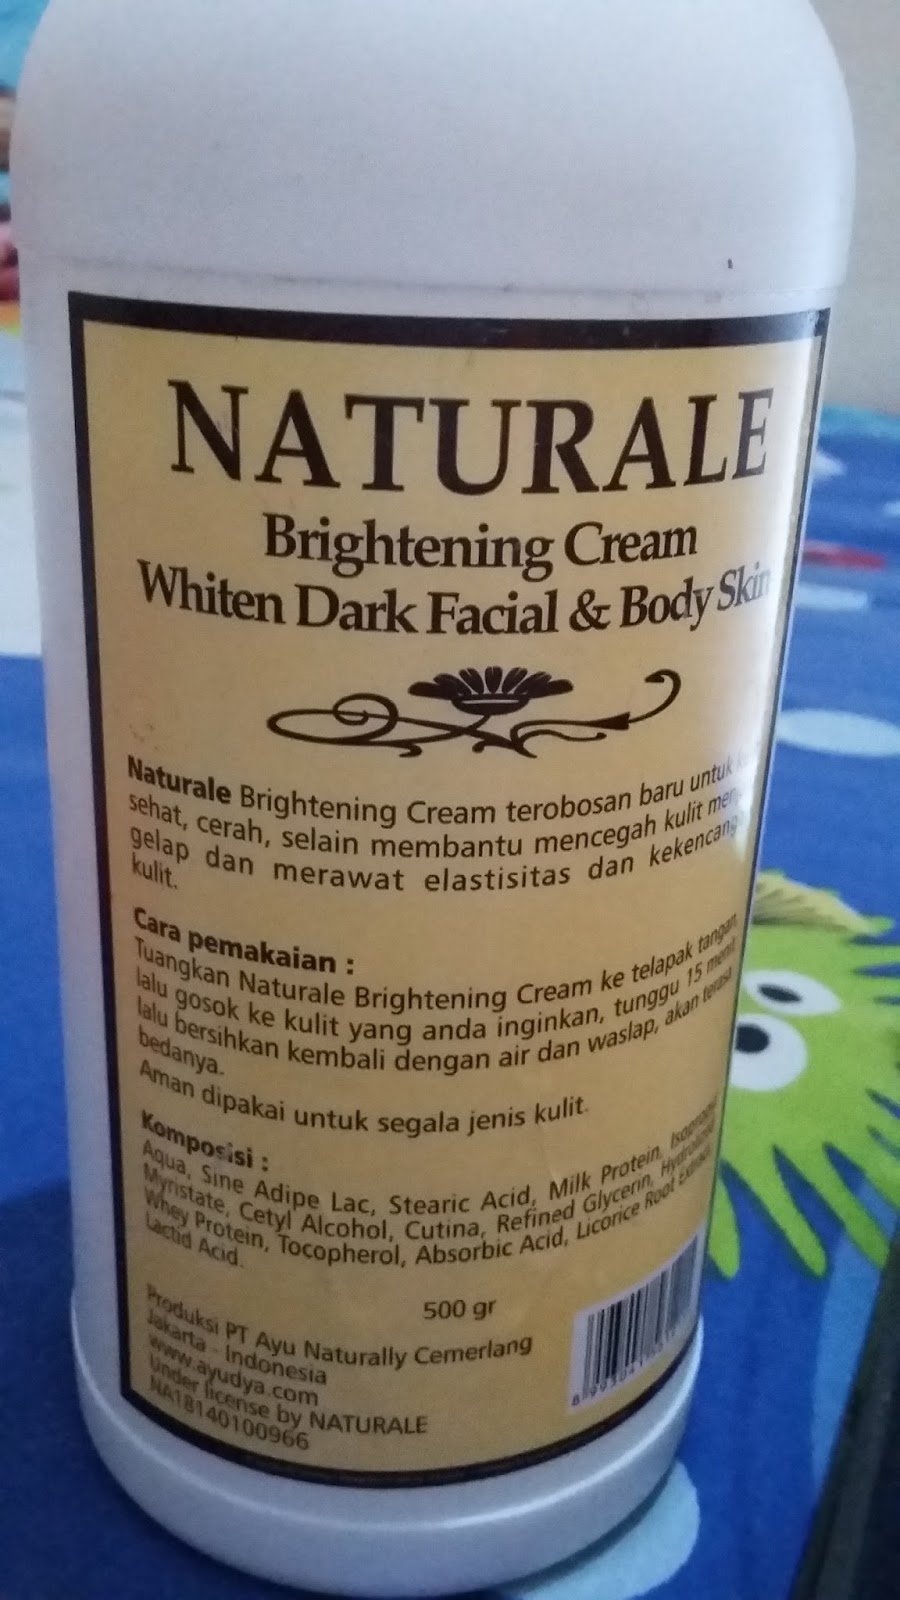 NATURALE
Brightening Cream
Whiten Dark Facial & Body Skin
Naturale Brightening Cream terobosan baru untuk
sehat, cerah, selain membantu mencegah kulit
gelap dan merawat elastisitas dan kekencang
kulit.
Cara pemakaian :
Tuangkan Naturale Brightening Cream ke telapak tangan,
lalu gosok ke kulit yang anda inginkan, tunggu 15 menit
lalu bersihkan kembali dengan air dan waslap, akan terasa
bedanya.
Aman dipakai untuk segala jenis kulit.
Komposisi :
Aqua, Sine Adipe Lac, Stearic Acid, Milk Protein, Isopropyl
Myristate, Cetyl Alcohol, Cutina, Refined Glycerin, Hydrolized
Whey Protein, Tocopherol, Absorbic Acid, Licorice Root Extract,
Lactid Acid.
500 gr
Produksi PT Ayu Naturally Cemerlang
Jakarta - Indonesia
www.ayudya.com
Under license by NATURALE
NA18140100966